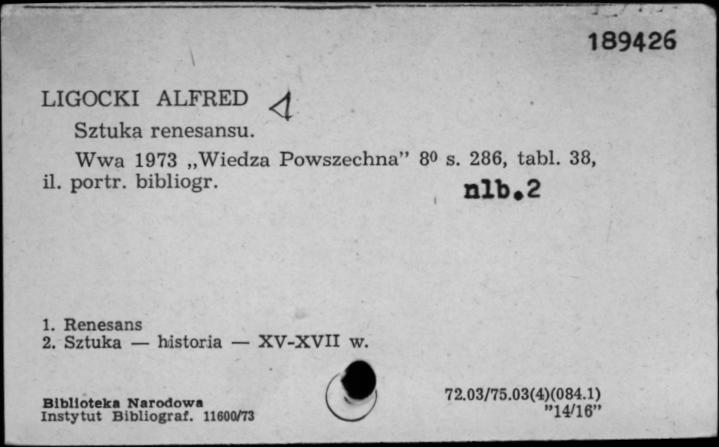 189426
LIGOCKI ALFRED
Sztuka renesansu.
Wwa 1973 „Wiedza Powszechna” 8⁰ s. 286, tabl. 38,
il. portr. bibliogr.
nlb.2
1. Renesans
2. Sztuka — historia — XV-XVII w.
Biblioteka Narodowa
Instytut Bibliograf. 11600/73
72.03/75.03(4)(084.1)
”14/16”